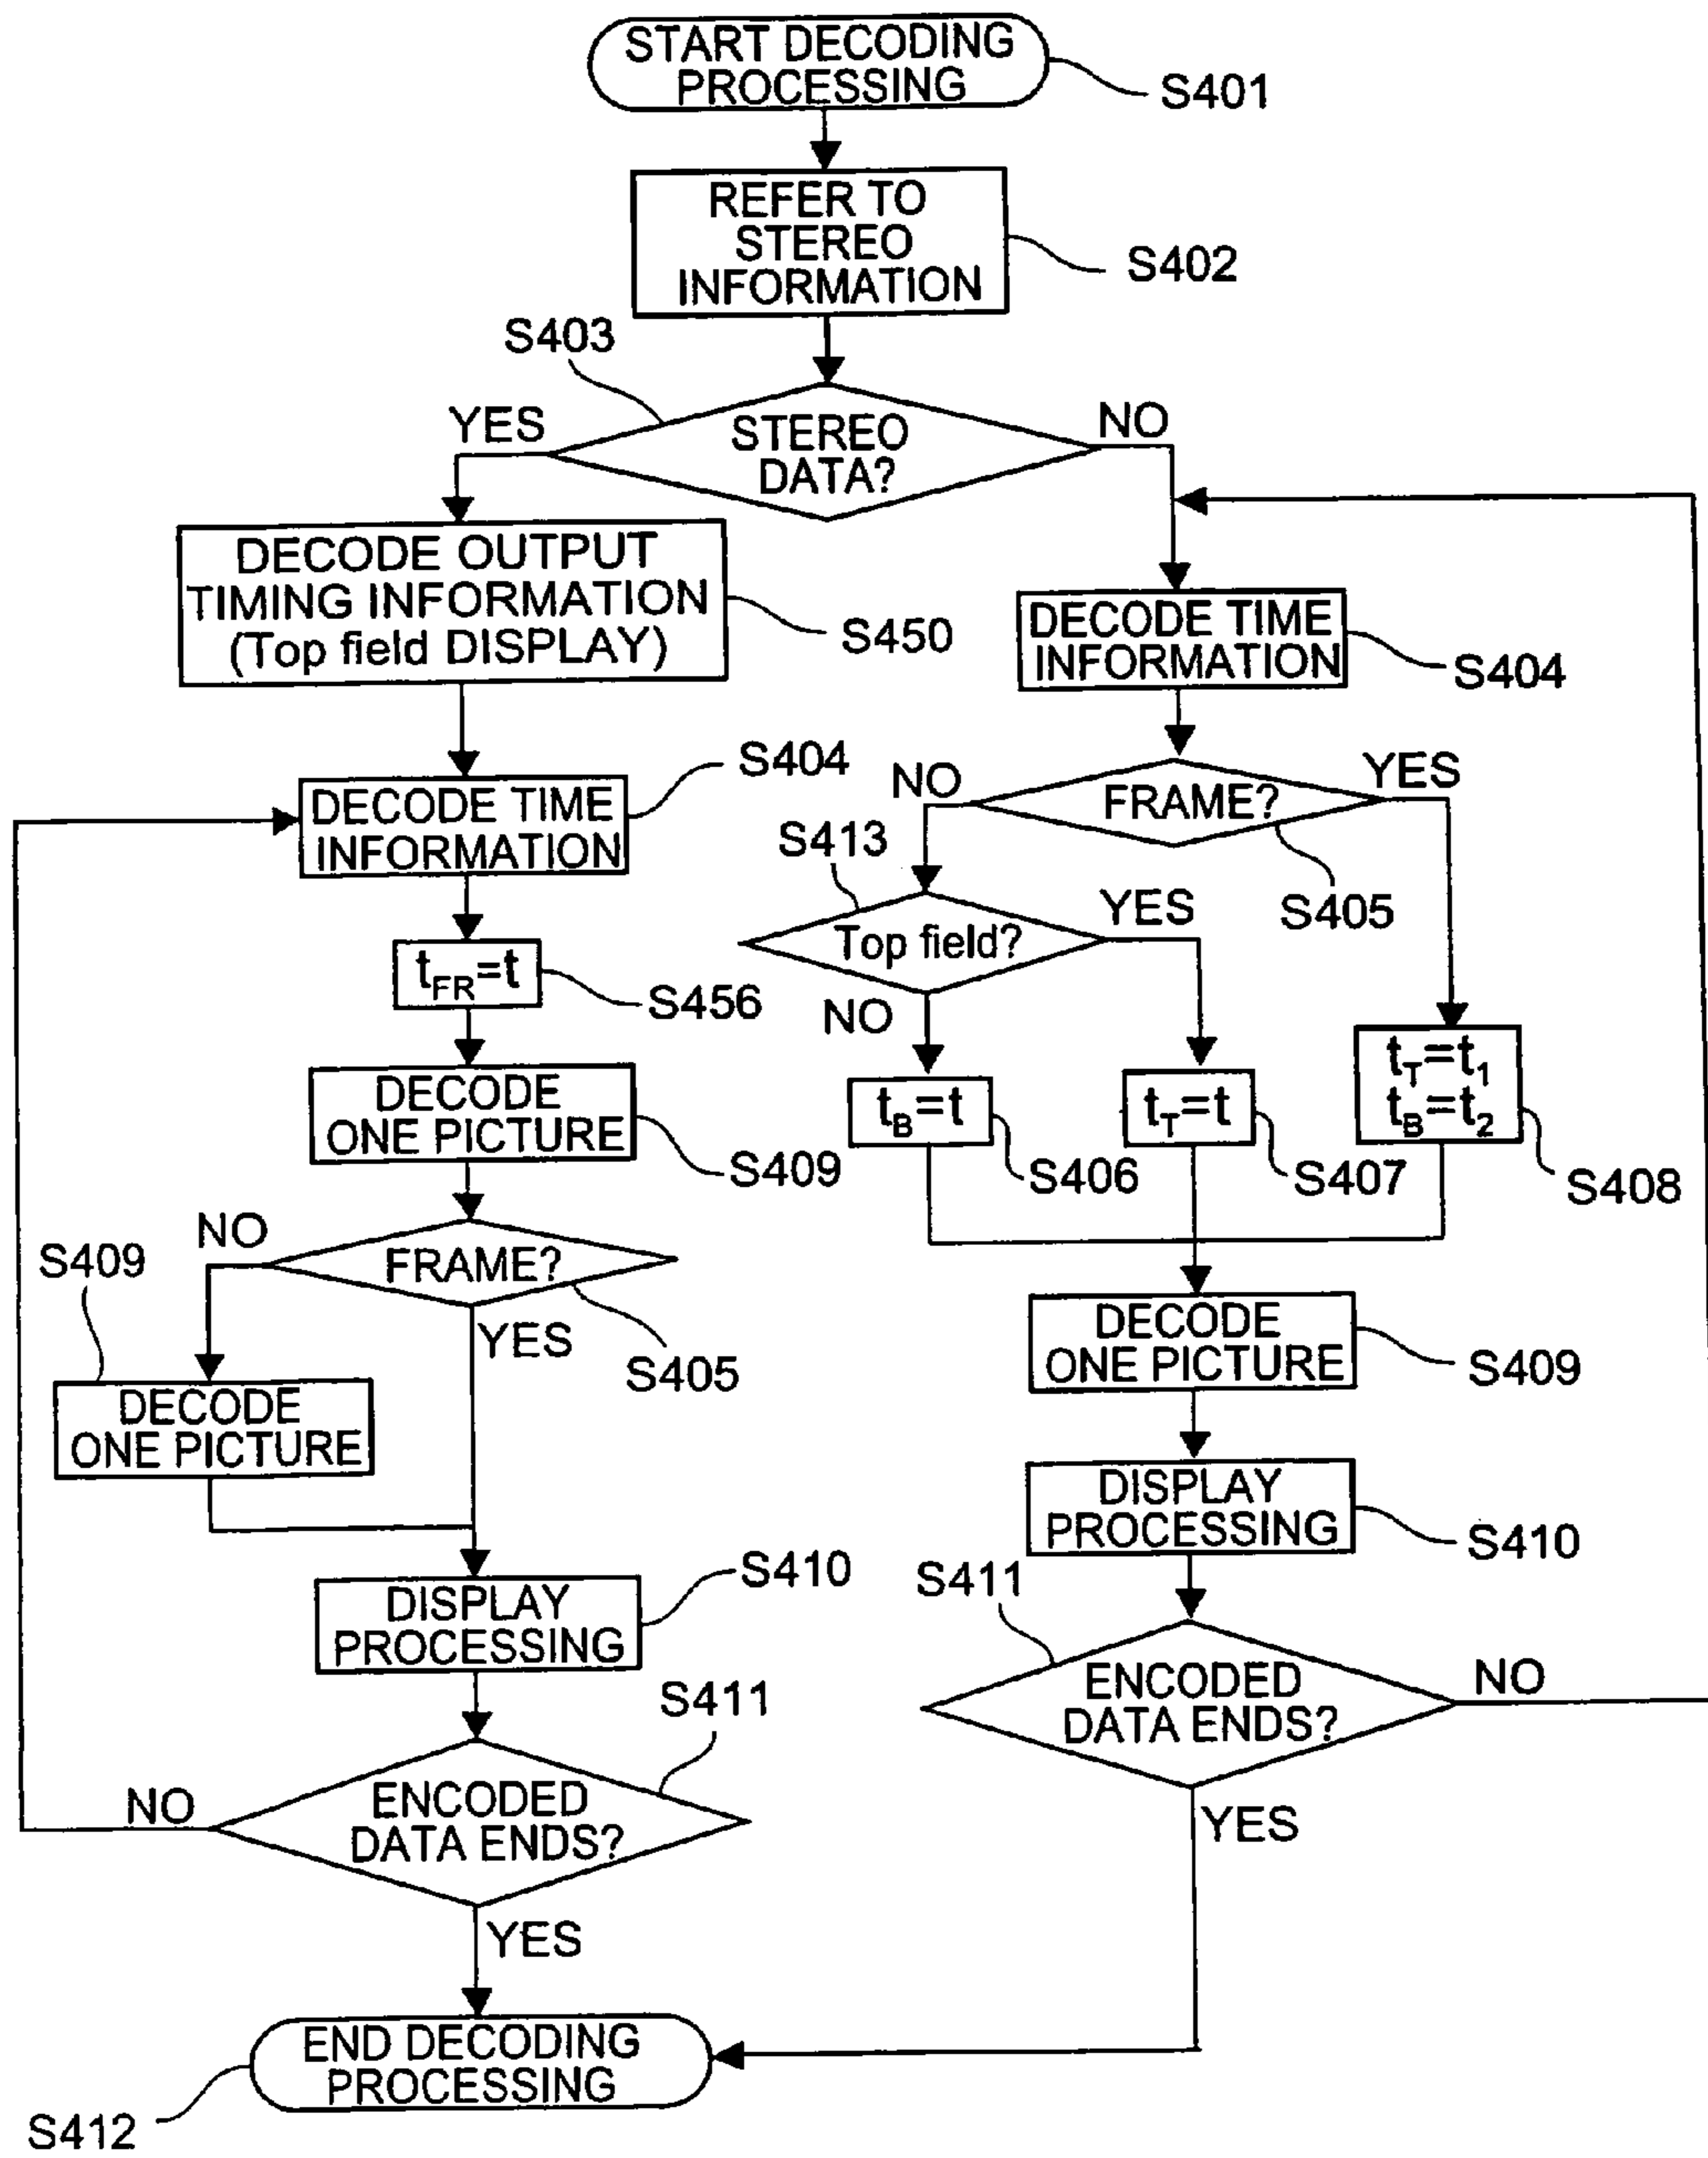 START DECODING
PROCESSING
S401
REFER TO
STEREO
INFORMATION
S402
S403
YES
STEREO
DATA?
NO
DECODE OUTPUT
TIMING INFORMATION
(Top field DISPLAY)
S450
DECODE TIME
INFORMATION
S404
t_FR=t
S456
DECODE
ONE PICTURE
S409
NO
FRAME?
YES
S405
S409
DECODE
ONE PICTURE
DISPLAY
PROCESSING
S410
S411
NO
ENCODED
DATA ENDS?
YES
DECODE TIME
INFORMATION
S404
NO
FRAME?
YES
S405
S413
Top field?
YES
NO
t_B=t
S406
t_T=t
S407
t_T=t_1
t_B=t_2
S408
DECODE
ONE PICTURE
S409
DISPLAY
PROCESSING
S410
S411
ENCODED
DATA ENDS?
NO
YES
END DECODING
PROCESSING
S412